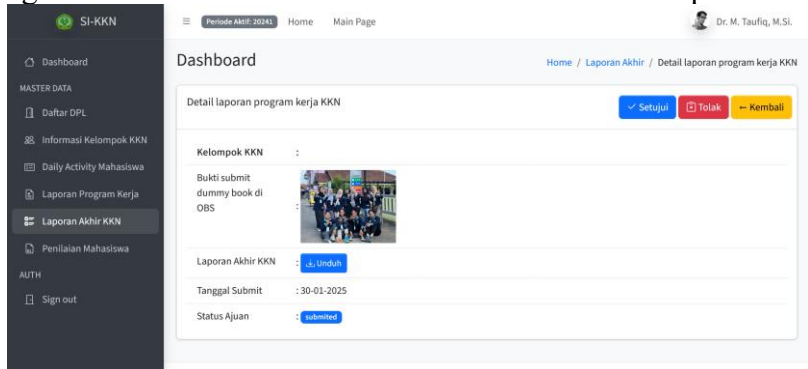 SI-KKN
Periode Aktif: 20241 Home Main Page
Dr. M. Taufiq, M.Si.
Dashboard
MASTER DATA
Daftar DPL
Informasi Kelompok KKN
Daily Activity Mahasiswa
Laporan Program Kerja
Laporan Akhir KKN
Penilaian Mahasiswa
AUTH
Sign out
Dashboard
Home / Laporan Akhir / Detail laporan program kerja KKN
Detail laporan program kerja KKN
Setujui Tolak ← Kembali
Kelompok KKN :
Bukti submit
dummy book di
OBS :
Laporan Akhir KKN : Unduh
Tanggal Submit : 30-01-2025
Status Ajuan : submited